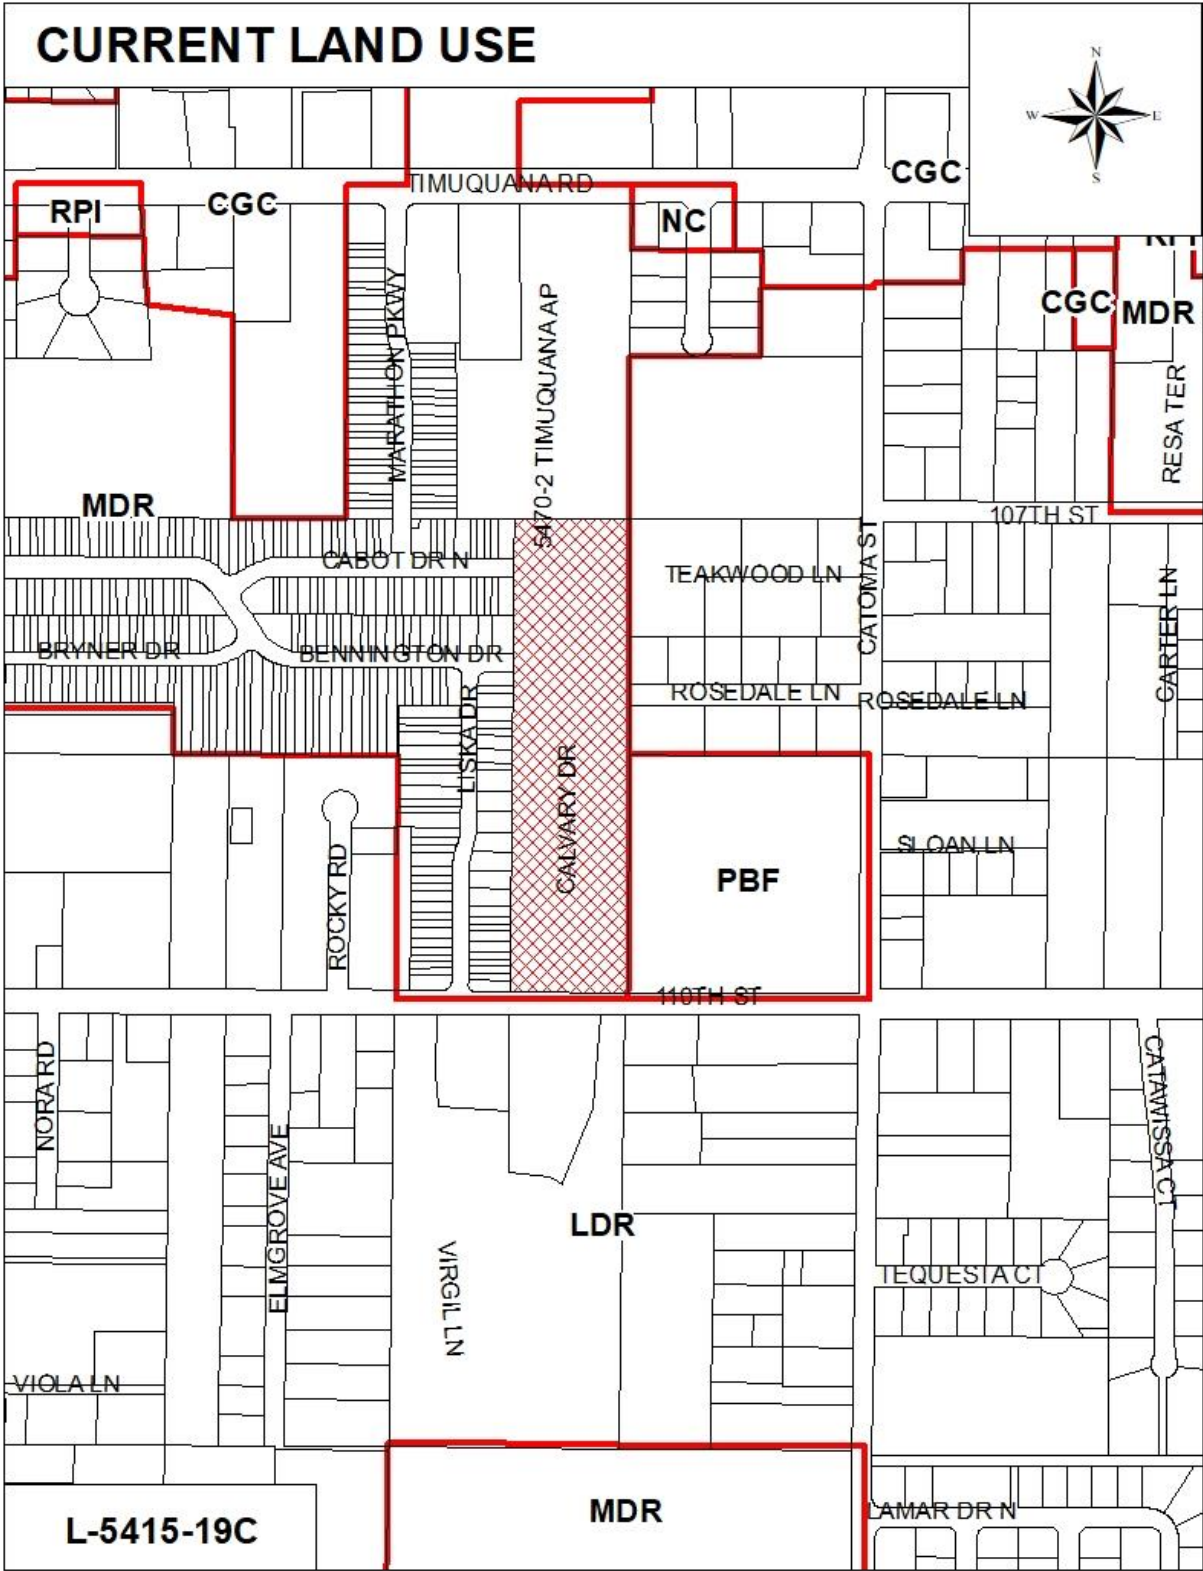 CURRENT LAND USE
N
W
E
S
TIMUQUANA RD
CGC
RPI
CGC
NC
CGC
MDR
MARATHON PKWY
5470-2 TIMUQUANA AP
RESA TER
MDR
107TH ST
CABOT DR N
TEAKWOOD LN
CATOMA ST
CARTER LN
BRYNER DR
BENNINGTON DR
ROSEDALE LN
ROSEDALE LN
LISKA DR
CALVARY DR
SLOAN LN
ROCKY RD
PBF
110TH ST
NORA RD
CATAWISSA CT
ELMGROVE AVE
LDR
VIRGIL LN
TEQUESTA CT
VIOLA LN
L-5415-19C
MDR
LAMAR DR N